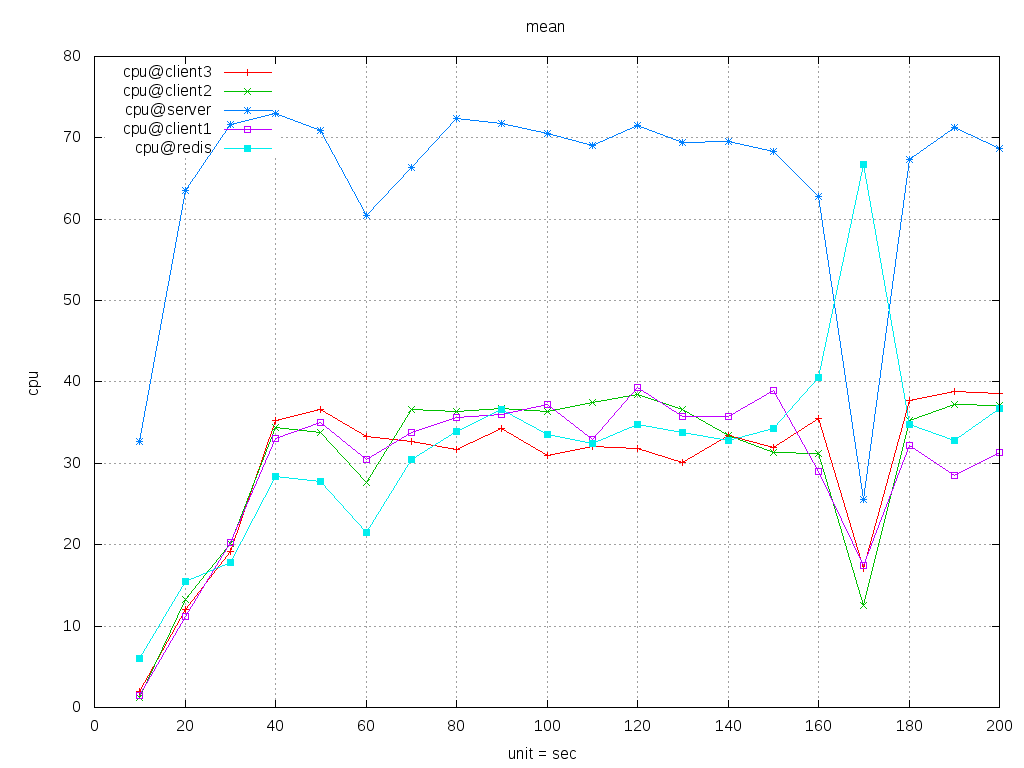 mean
80
70
60
50
40
30
20
10
0
cpu
cpu@client3
cpu@client2
cpu@server
cpu@client1
cpu@redis
0 20 40 60 80 100 120 140 160 180 200
unit = sec